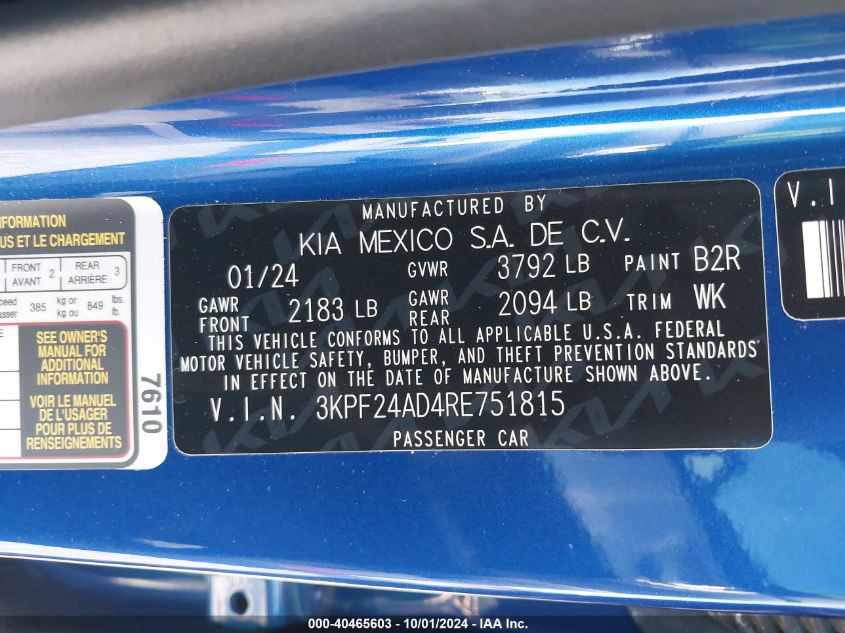 INFORMATION
US ET LE CHARGEMENT
FRONT AVANT 2 REAR ARRIÈRE 3
385 kg or kg ou 849 lbs. lb.
SEE OWNER'S
MANUAL FOR
ADDITIONAL
INFORMATION
VOIR LE MANUEL
DE L'USAGER
POUR PLUS DE
RENSEIGNEMENTS
7610
MANUFACTURED BY
KIA MEXICO S.A. DE C.V.
01/24 GVWR 3792 LB PAINT B2R
GAWR FRONT 2183 LB GAWR REAR 2094 LB TRIM WK
THIS VEHICLE CONFORMS TO ALL APPLICABLE U.S.A. FEDERAL
MOTOR VEHICLE SAFETY, BUMPER, AND THEFT PREVENTION STANDARDS
IN EFFECT ON THE DATE OF MANUFACTURE SHOWN ABOVE.
V.I.N. 3KPF24AD4RE751815
PASSENGER CAR
V.I
000-40465603 - 10/01/2024 - IAA Inc.